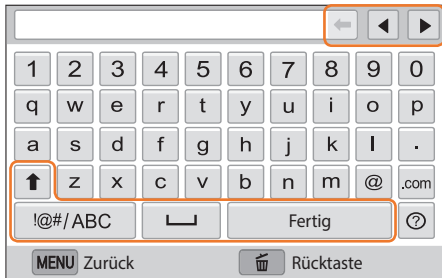 1 2 3 4 5 6 7 8 9 0
q w e r t y u i o p
a s d f g h j k l .
z x c v b n m @ .com
!@#/ABC Fertig ?
MENU Zurück Rücktaste